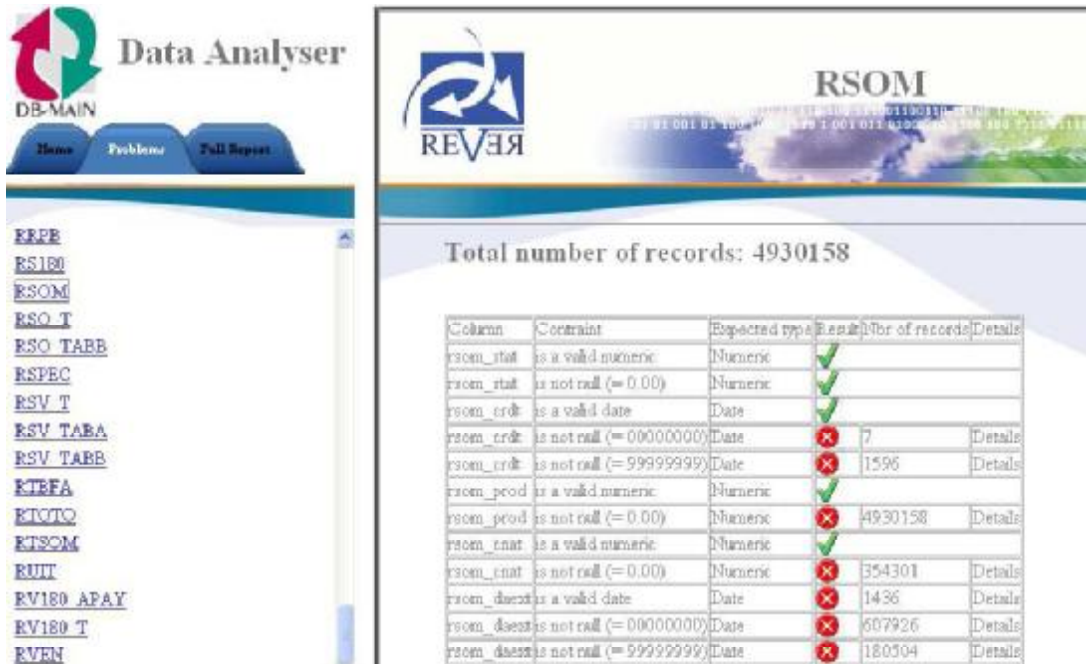 Data Analyser
DB-MAIN
Home Problems Full Report
RRPB
RS180
RSOM
RSO T
RSO TABB
RSPEC
RSV T
RSV TABA
RSV TABB
RTBFA
RTOTO
RTSOM
RUIT
RV180 APAY
RV180 T
RVEN
REVER
RSOM
Total number of records: 4930158
Column Contraint Expected type Result Nbr of records Details
rsom_stat is a valid numeric Numeric
rsom_stat is not null (= 0.00) Numeric
rsom_crdt is a valid date Date
rsom_crdt is not null (= 00000000) Date 7 Details
rsom_crdt is not null (= 99999999) Date 1596 Details
rsom_prod is a valid numeric Numeric
rsom_prod is not null (= 0.00) Numeric 4930158 Details
rsom_cnat is a valid numeric Numeric
rsom_cnat is not null (= 0.00) Numeric 354301 Details
rsom_daext is a valid date Date 1436 Details
rsom_daext is not null (= 00000000) Date 607926 Details
rsom_daext is not null (= 99999999) Date 180504 Details